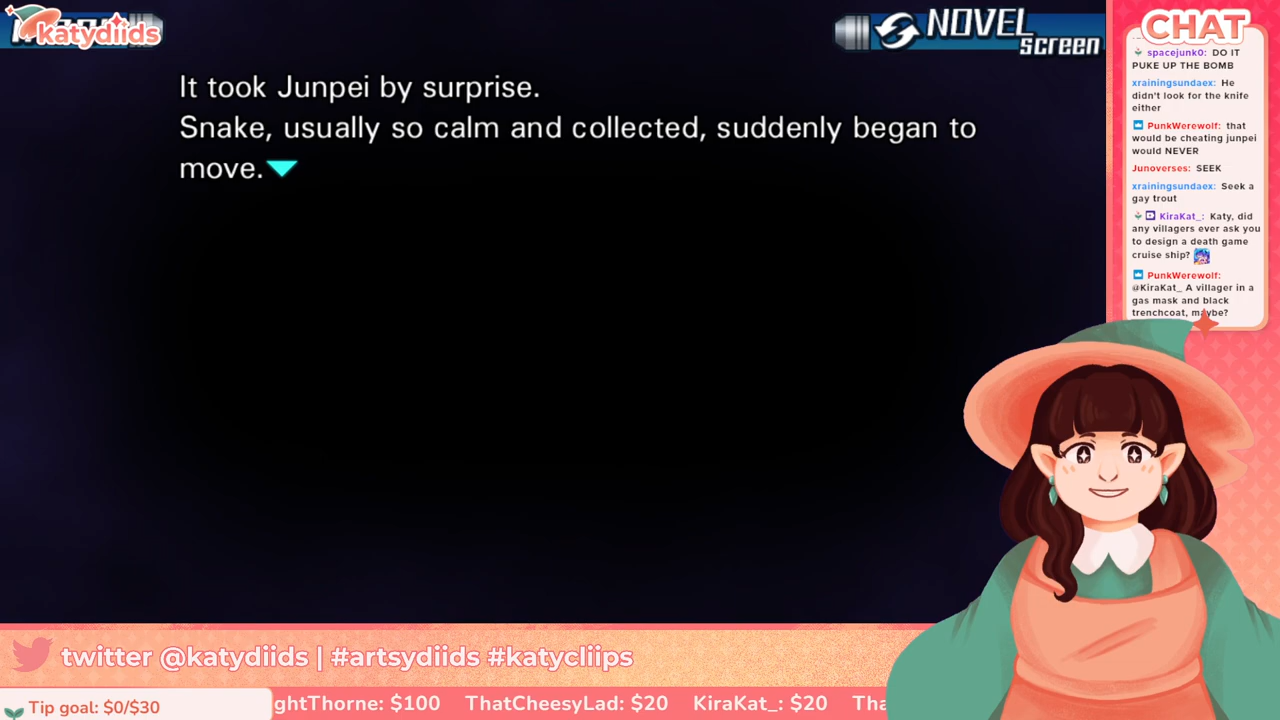 katydiids
NOVEL
screen
CHAT
It took Junpei by surprise.
Snake, usually so calm and collected, suddenly began to
move.
spacejunk0: DO IT
PUKE UP THE BOMB
xrainingsundaex: He
didn't look for the knife
either
PunkWerewolf: that
would be cheating junpei
would NEVER
Junoverses: SEEK
xrainingsundaex: Seek a
gay trout
KiraKat_: Katy, did
any villagers ever ask you
to design a death game
cruise ship?
PunkWerewolf:
@KiraKat_ A villager in a
gas mask and black
trenchcoat, maybe?
twitter @katydiids | #artsydiids #katycliips
Tip goal: $0/$30
ghtThorne: $100 ThatCheesyLad: $20 KiraKat_: $20 Tha